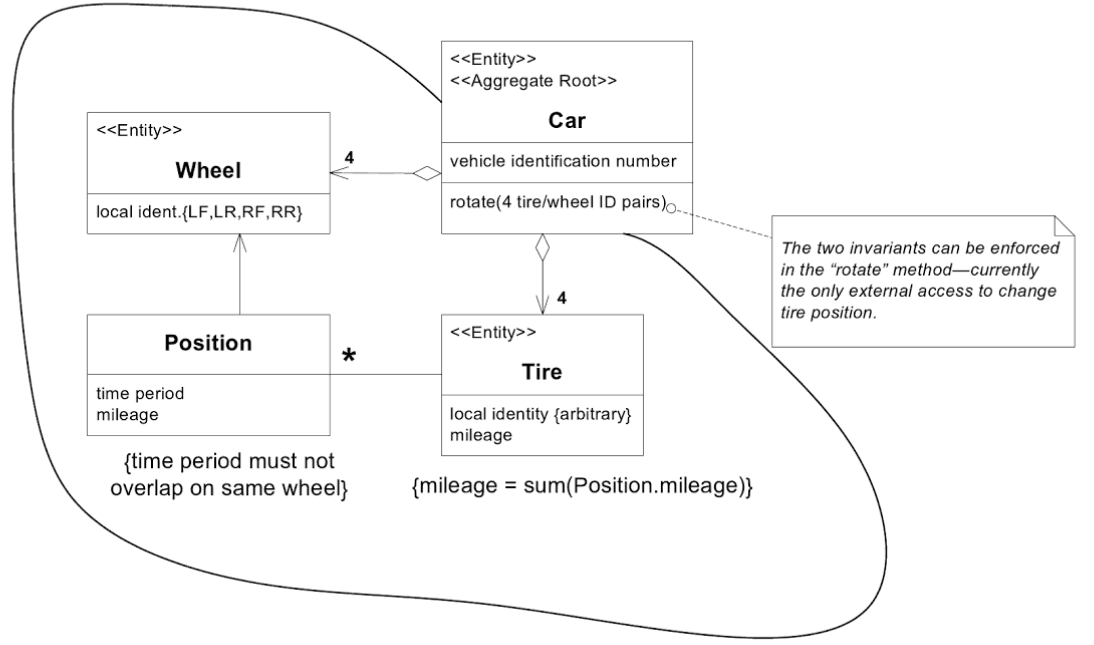 <<Entity>>
<<Aggregate Root>>
Car
vehicle identification number
rotate(4 tire/wheel ID pairs)
<<Entity>>
Wheel
local ident.{LF,LR,RF,RR}
4
The two invariants can be enforced
in the “rotate” method—currently
the only external access to change
tire position.
4
Position
time period
mileage
*
<<Entity>>
Tire
local identity {arbitrary}
mileage
{time period must not
overlap on same wheel}
{mileage = sum(Position.mileage)}